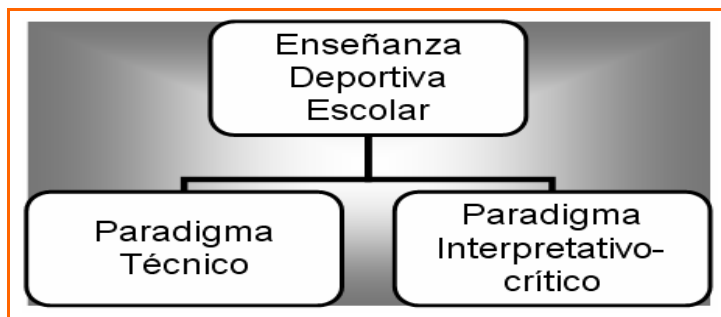 Enseñanza
Deportiva
Escolar
Paradigma
Técnico
Paradigma
Interpretativo-
crítico